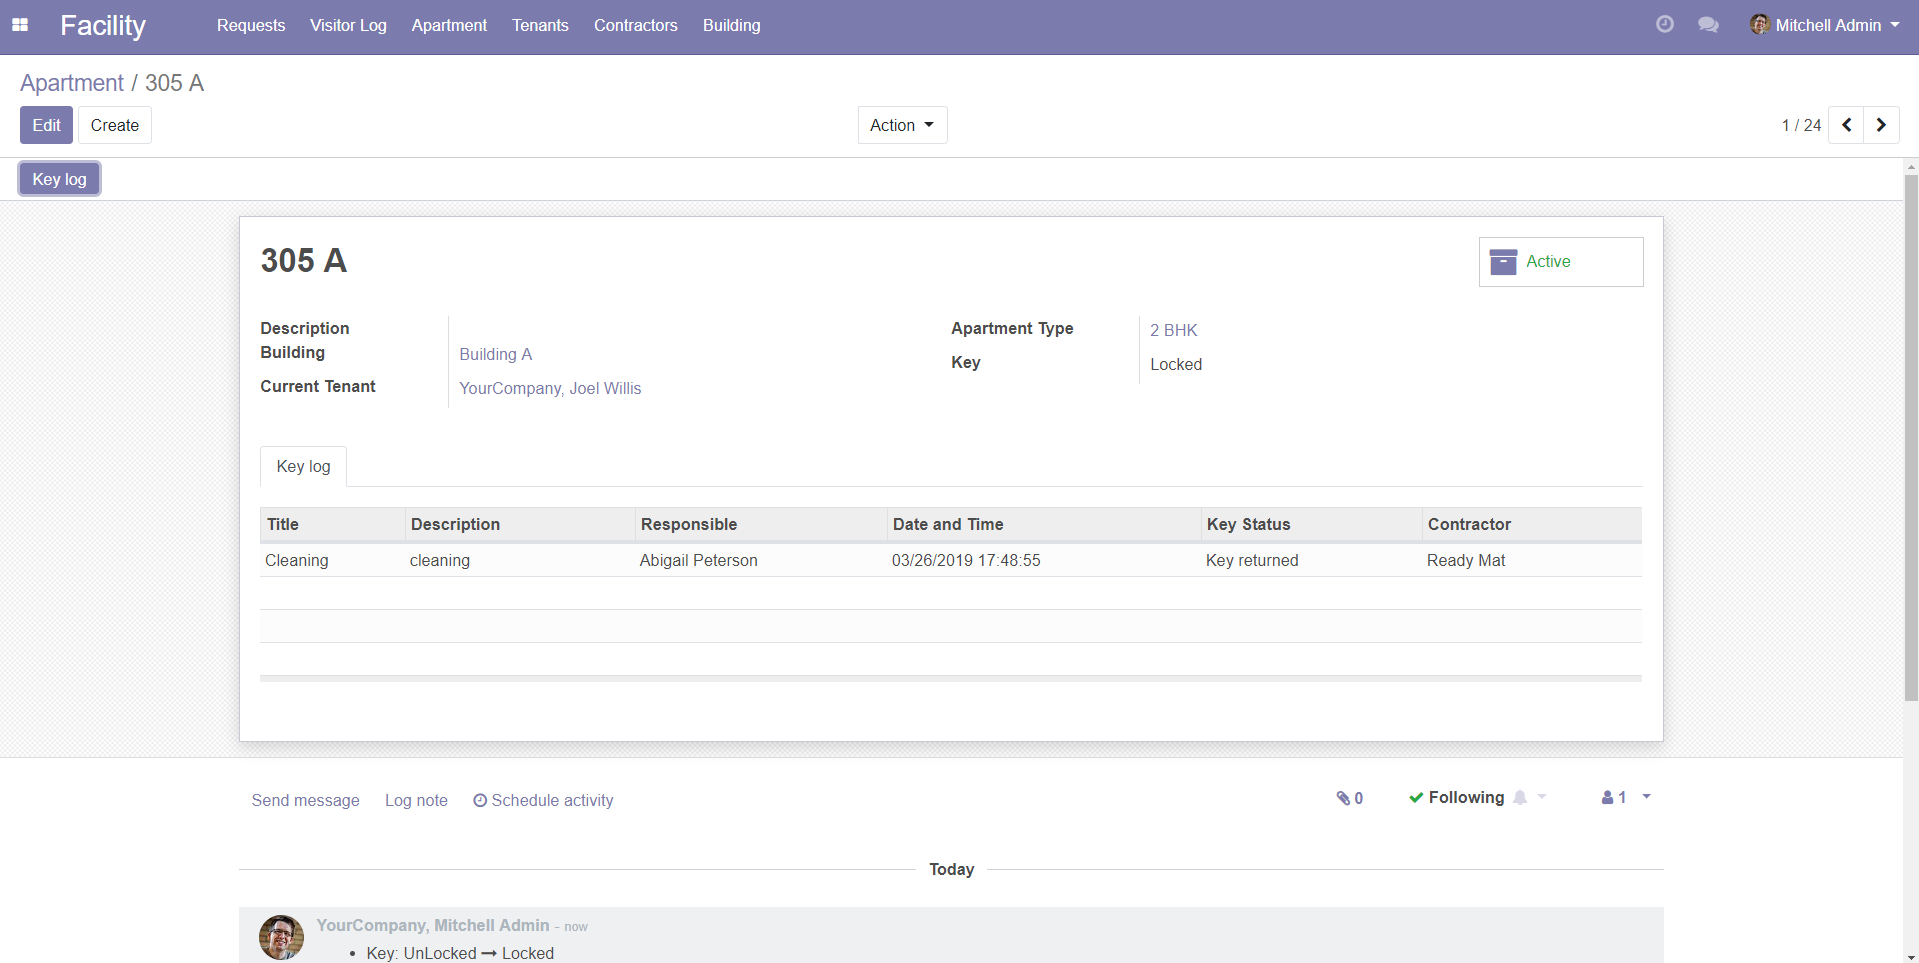 Facility Requests Visitor Log Apartment Tenants Contractors Building Mitchell Admin
Apartment / 305 A
Edit Create Action 1 / 24
Key log
305 A
Active
Description
Building Building A
Current Tenant YourCompany, Joel Willis
Apartment Type 2 BHK
Key Locked
Key log
Title Description Responsible Date and Time Key Status Contractor
Cleaning cleaning Abigail Peterson 03/26/2019 17:48:55 Key returned Ready Mat
Send message Log note Schedule activity 0 Following 1
Today
YourCompany, Mitchell Admin - now
• Key: UnLocked → Locked